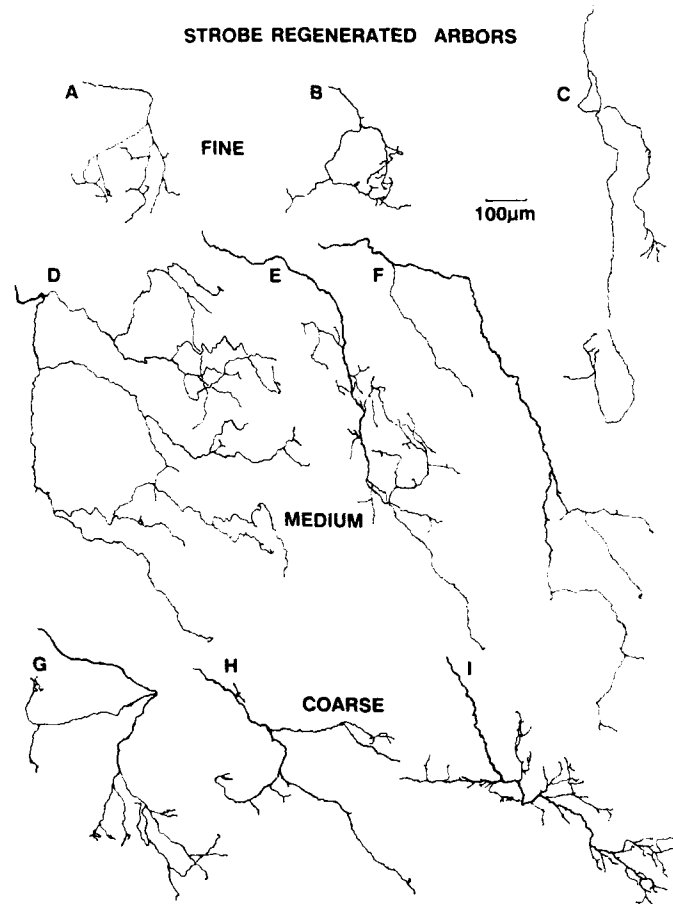 STROBE REGENERATED ARBORS
A
B
C
FINE
100μm
D
E
F
MEDIUM
G
H
I
COARSE